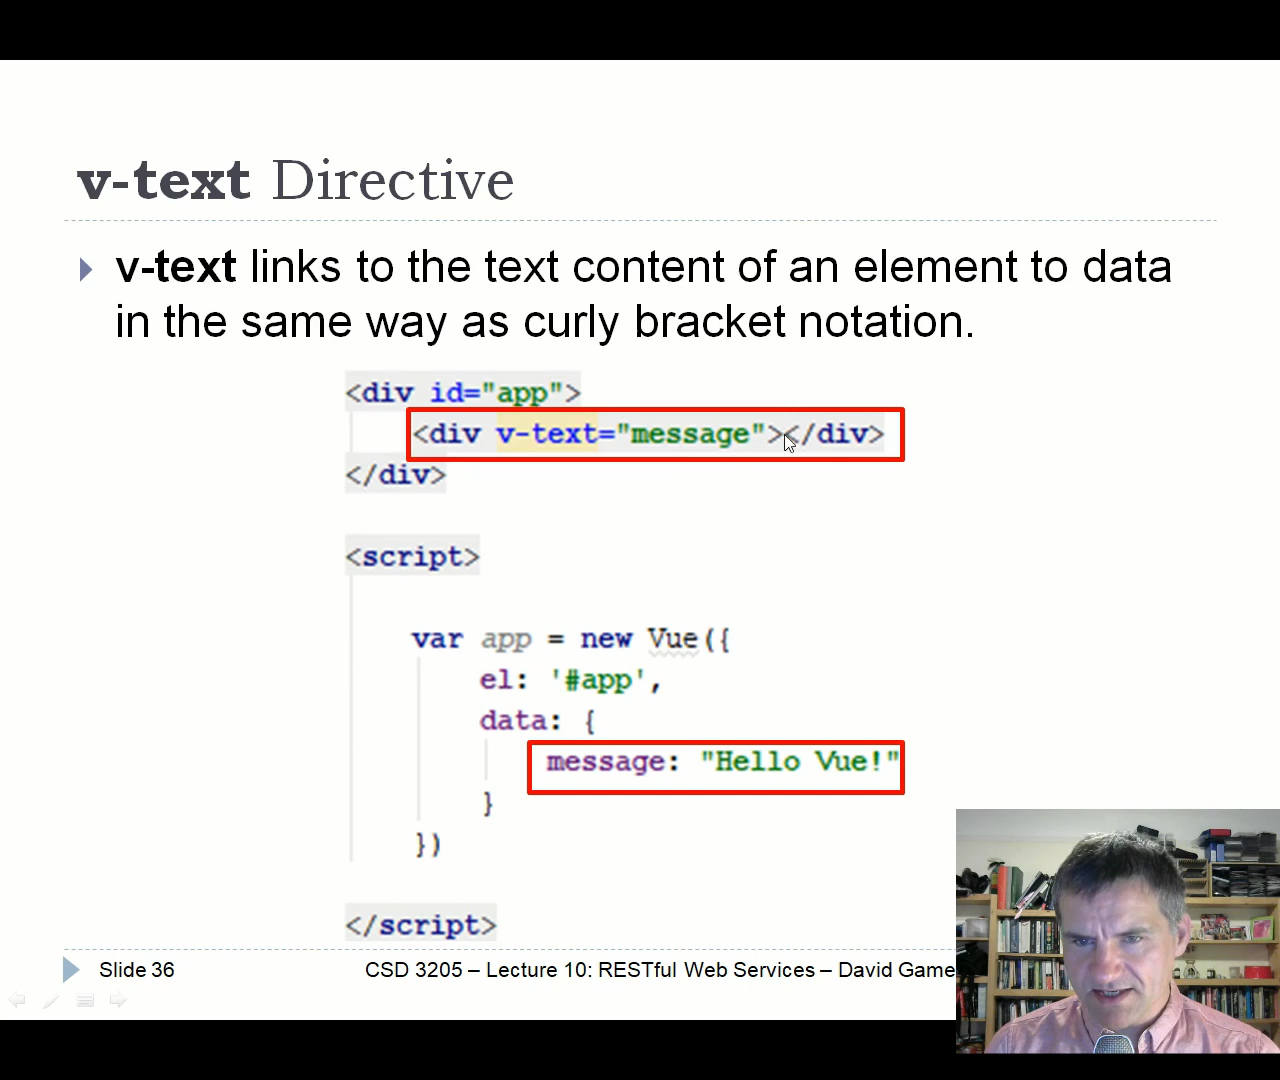 v-text Directive
v-text links to the text content of an element to data
in the same way as curly bracket notation.
<div id="app">
<div v-text="message"></div>
</div>
<script>
var app = new Vue({
el: '#app',
data: {
message: "Hello Vue!"
}
})
</script>
Slide 36
CSD 3205 – Lecture 10: RESTful Web Services – David Game